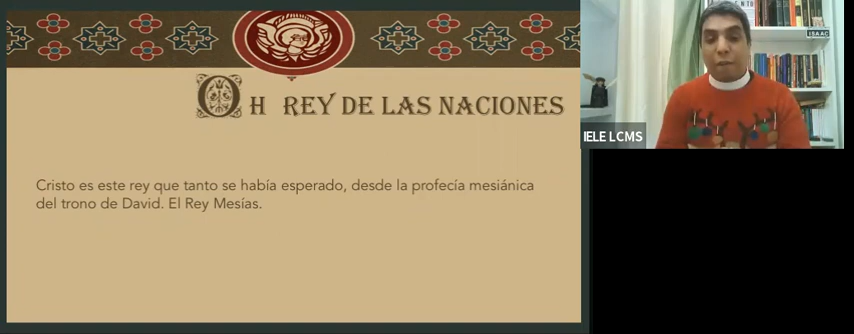 OH REY DE LAS NACIONES
Cristo es este rey que tanto se había esperado, desde la profecía mesiánica
del trono de David. El Rey Mesías.
ISAAC
IELE LCMS